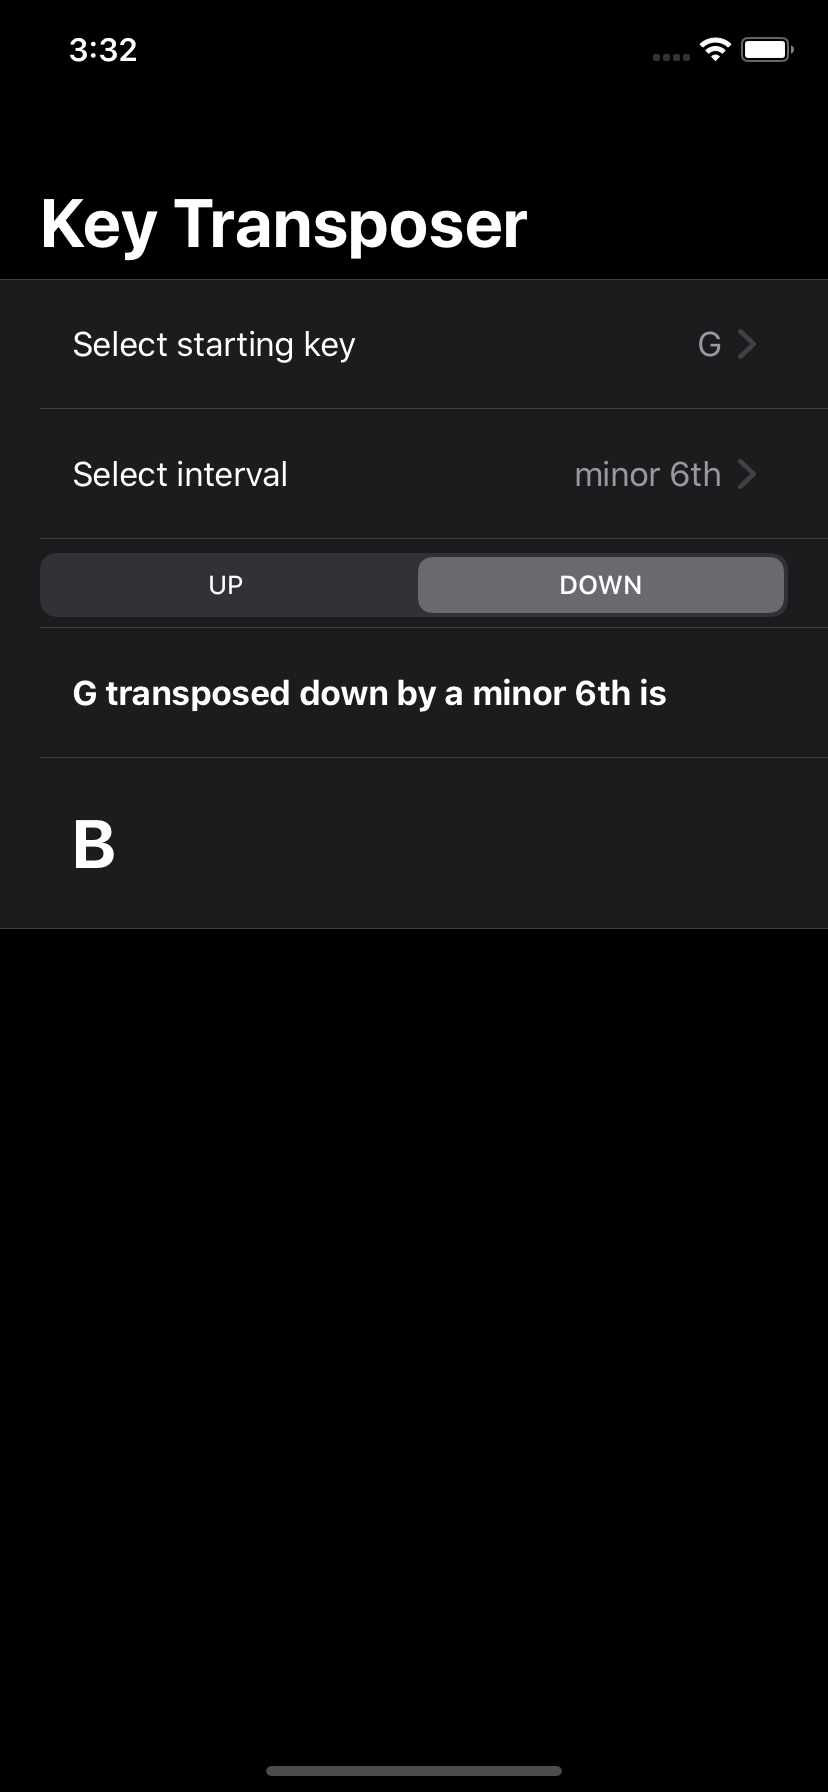 3:32
Key Transposer
Select starting key G
Select interval minor 6th
UP DOWN
G transposed down by a minor 6th is
B